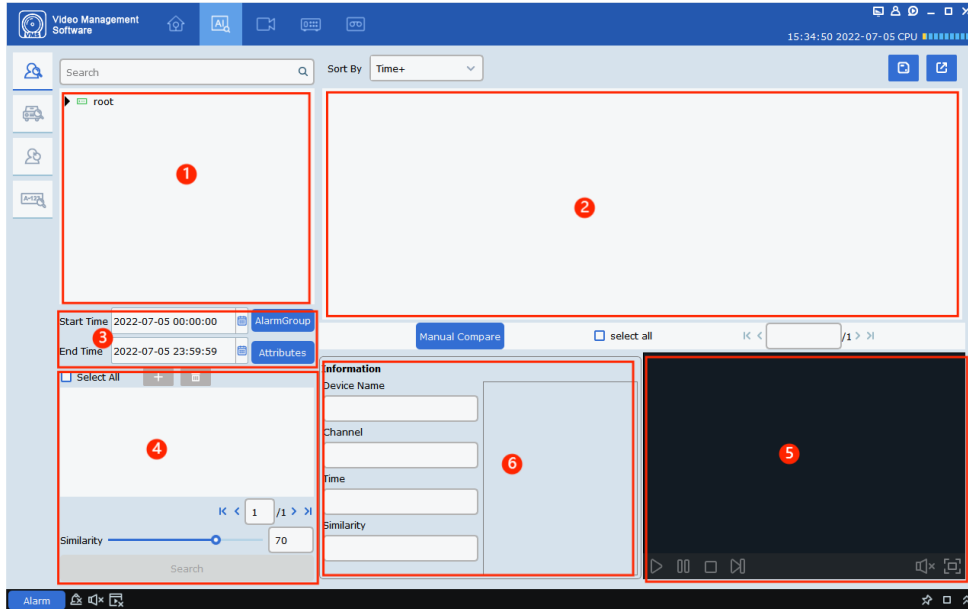 Video Management
Software
AI
15:34:50 2022-07-05 CPU
Search
Sort By Time+
root
1
2
Start Time 2022-07-05 00:00:00 AlarmGroup
3
End Time 2022-07-05 23:59:59 Attributes
Manual Compare select all /1
Select All
Information
Device Name
Channel
Time
Similarity
4
5
6
1 /1
Similarity 70
Search
Alarm